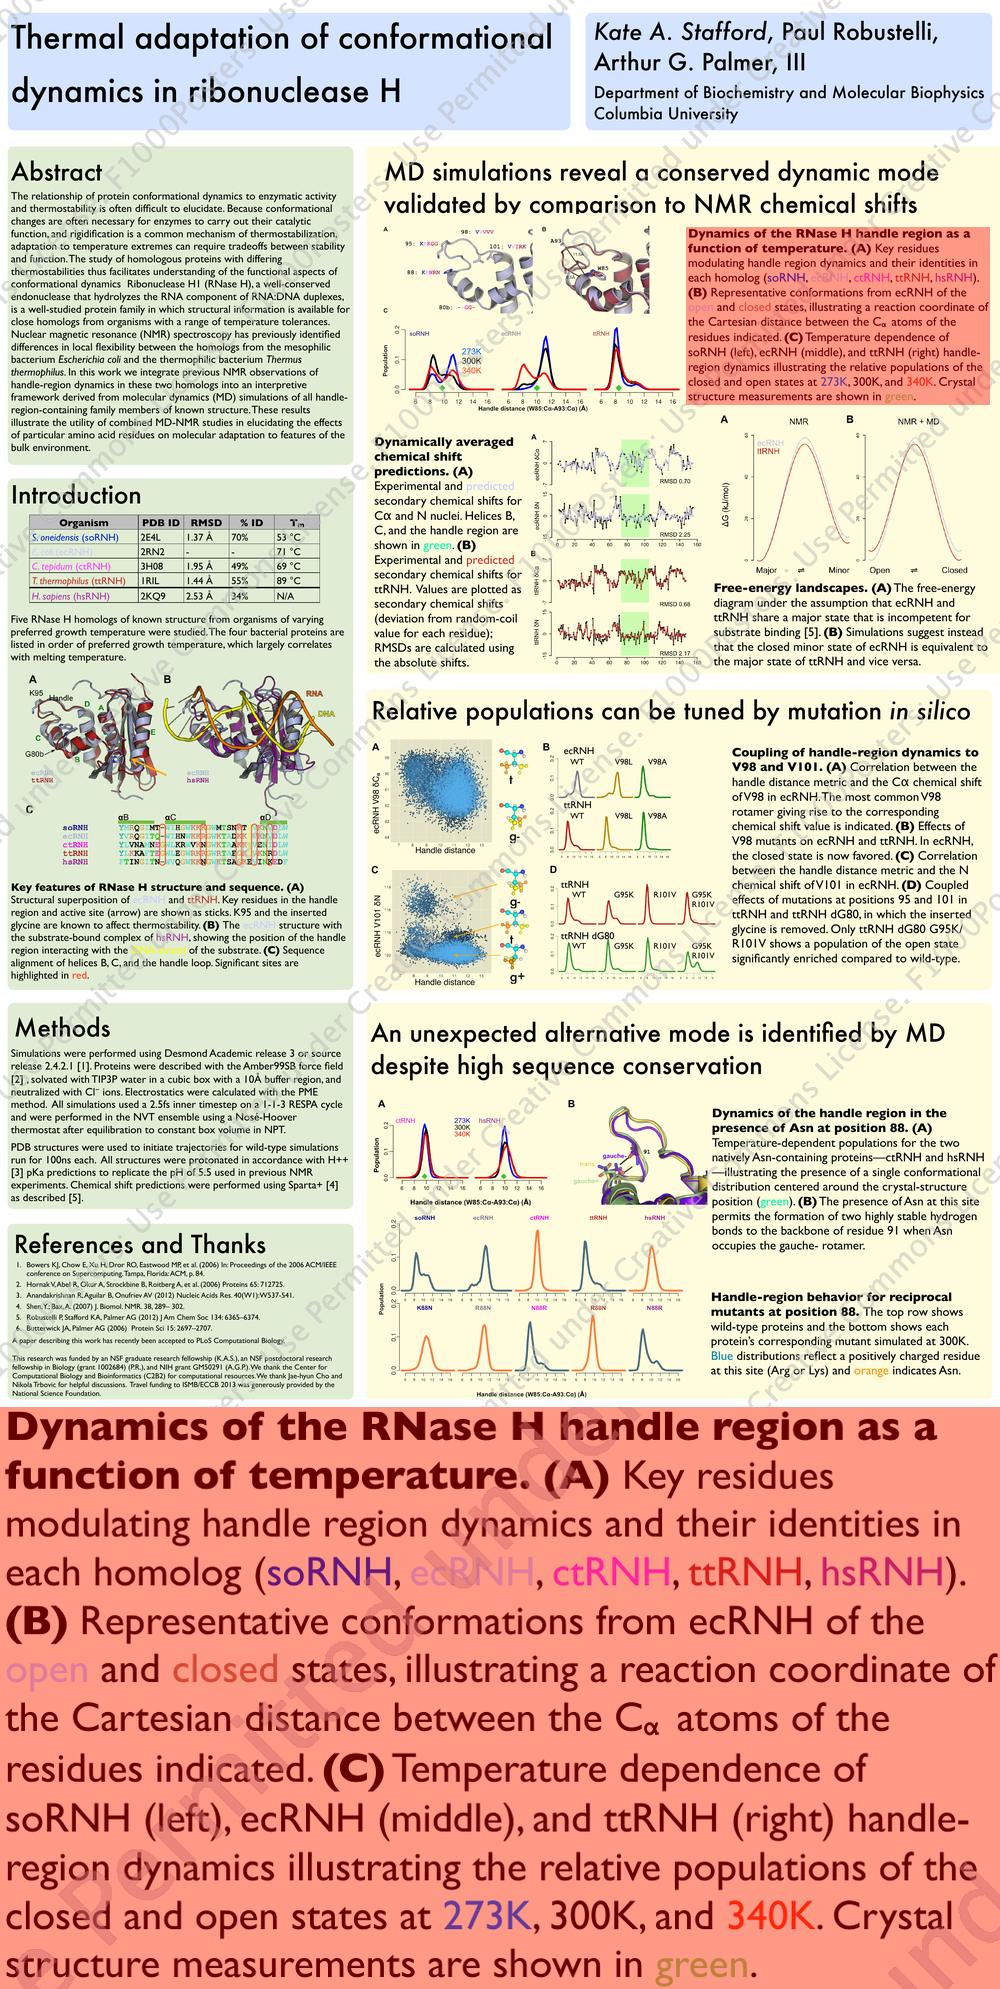 Thermal adaptation of conformational
dynamics in ribonuclease H
Kate A. Stafford, Paul Robustelli,
Arthur G. Palmer, III
Department of Biochemistry and Molecular Biophysics
Columbia University
Abstract
The relationship of protein conformational dynamics to enzymatic activity
and thermostability is often difficult to elucidate. Because conformational
changes are often necessary for enzymes to carry out their catalytic
function, and rigidification is a common mechanism of thermostabilization,
adaptation to temperature extremes can require tradeoffs between stability
and function. The study of homologous proteins with differing
thermostabilities thus facilitates understanding of the functional aspects of
conformational dynamics Ribonuclease H1 (RNase H), a well-conserved
endonuclease that hydrolyzes the RNA component of RNA:DNA duplexes,
is a well-studied protein family in which structural information is available for
close homologs from organisms with a range of temperature tolerances.
Nuclear magnetic resonance (NMR) spectroscopy has previously identified
differences in local flexibility between the homologs from the mesophilic
bacterium Escherichia coli and the thermophilic bacterium Thermus
thermophilus. In this work we integrate previous NMR observations of
handle-region dynamics in these two homologs into an interpretive
framework derived from molecular dynamics (MD) simulations of all handle-
region-containing family members of known structure. These results
illustrate the utility of combined MD-NMR studies in elucidating the effects
of particular amino acid residues on molecular adaptation to features of the
bulk environment.
Introduction
Organism PDB ID RMSD % ID Tm
S. oneidensis (soRNH) 2E4L 1.37 Å 70% 53 °C
E. coli (ecRNH) 2RN2 - - 71 °C
C. tepidum (ctRNH) 3H08 1.95 Å 49% 69 °C
T. thermophilus (ttRNH) 1RIL 1.44 Å 55% 89 °C
H. sapiens (hsRNH) 2KQ9 2.53 Å 34% N/A
Five RNase H homologs of known structure from organisms of varying
preferred growth temperature were studied. The four bacterial proteins are
listed in order of preferred growth temperature, which largely correlates
with melting temperature.
A
K95
Handle
G80b
ecRNH
ttRNH
B
RNA
DNA
ecRNH
hsRNH
C
αB αC αD
soRNH
ecRNH
ctRNH
ttRNH
hsRNH
Key features of RNase H structure and sequence. (A)
Structural superposition of ecRNH and ttRNH. Key residues in the handle
region and active site (arrow) are shown as sticks. K95 and the inserted
glycine are known to affect thermostability. (B) The ecRNH structure with
the substrate-bound complex of hsRNH, showing the position of the handle
region interacting with the of the substrate. (C) Sequence
alignment of helices B, C, and the handle loop. Significant sites are
highlighted in red.
Methods
Simulations were performed using Desmond Academic release 3 or source
release 2.4.2.1 [1]. Proteins were described with the Amber99SB force field
[2] , solvated with TIP3P water in a cubic box with a 10Å buffer region, and
neutralized with Cl⁻ ions. Electrostatics were calculated with the PME
method. All simulations used a 2.5fs inner timestep on a 1-1-3 RESPA cycle
and were performed in the NVT ensemble using a Nosé-Hoover
thermostat after equilibration to constant box volume in NPT.
PDB structures were used to initiate trajectories for wild-type simulations
run for 100ns each. All structures were protonated in accordance with H++
[3] pKa predictions to replicate the pH of 5.5 used in previous NMR
experiments. Chemical shift predictions were performed using Sparta+ [4]
as described [5].
References and Thanks
1. Bowers KJ, Chow E, Xu H, Dror RO, Eastwood MP, et al. (2006) In: Proceedings of the 2006 ACM/IEEE
conference on Supercomputing. Tampa, Florida: ACM, p. 84.
2. Hornak V, Abel R, Okur A, Strockbine B, Roitberg A, et al. (2006) Proteins 65: 712725.
3. Anandakrishnan R, Aguilar B, Onufriev AV (2012) Nucleic Acids Res. 40(W1):W537-541.
4. Shen, Y.; Bax, A. (2007) J. Biomol. NMR. 38, 289– 302.
5. Robustelli P, Stafford KA, Palmer AG (2012) J Am Chem Soc 134: 6365–6374.
6. Butterwick JA, Palmer AG (2006) Protein Sci 15: 2697–2707.
A paper describing this work has recently been accepted to PLoS Computational Biology.
This research was funded by an NSF graduate research fellowship (K.A.S.), an NSF postdoctoral research
fellowship in Biology (grant 1002684) (P.R.), and NIH grant GM50291 (A.G.P.). We thank the Center for
Computational Biology and Bioinformatics (C2B2) for computational resources. We thank Jae-hyun Cho and
Nikola Trbovic for helpful discussions. Travel funding to ISMB/ECCB 2013 was generously provided by the
National Science Foundation.
MD simulations reveal a conserved dynamic mode
validated by comparison to NMR chemical shifts
A
98: VVVVV
95: KKKGG
101: VVIRK
88: KRNRN
80b: --GG-
B
A93
W85
C
soRNH ecRNH ttRNH
273K
300K
340K
Population
Handle distance (W85:Cα-A93:Cα) (Å)
Dynamics of the RNase H handle region as a
function of temperature. (A) Key residues
modulating handle region dynamics and their identities in
each homolog (soRNH, ecRNH, ctRNH, ttRNH, hsRNH).
(B) Representative conformations from ecRNH of the
open and closed states, illustrating a reaction coordinate of
the Cartesian distance between the Cα atoms of the
residues indicated. (C) Temperature dependence of
soRNH (left), ecRNH (middle), and ttRNH (right) handle-
region dynamics illustrating the relative populations of the
closed and open states at 273K, 300K, and 340K. Crystal
structure measurements are shown in green.
Dynamically averaged
chemical shift
predictions. (A)
Experimental and predicted
secondary chemical shifts for
Cα and N nuclei. Helices B,
C, and the handle region are
shown in green. (B)
Experimental and predicted
secondary chemical shifts for
ttRNH. Values are plotted as
secondary chemical shifts
(deviation from random-coil
value for each residue);
RMSDs are calculated using
the absolute shifts.
A
ecRNH δCα
RMSD 0.70
ecRNH δN
RMSD 2.25
B
ttRNH δCα
RMSD 0.68
ttRNH δN
RMSD 2.17
0 20 40 60 80 100 120 140 160
A NMR
ecRNH
ttRNH
ΔG (kJ/mol)
Major ⇌ Minor
B NMR + MD
Open ⇌ Closed
Free-energy landscapes. (A) The free-energy
diagram under the assumption that ecRNH and
ttRNH share a major state that is incompetent for
substrate binding [5]. (B) Simulations suggest instead
that the closed minor state of ecRNH is equivalent to
the major state of ttRNH and vice versa.
Relative populations can be tuned by mutation in silico
A
ecRNH V98 δCα
Handle distance
t
g-
B
ecRNH
WT V98L V98A
ttRNH
WT V98L V98A
C
ecRNH V101 δN
Handle distance
g-
t
g+
D
ttRNH
WT G95K R101V G95K R101V
ttRNH dG80
WT G95K R101V G95K R101V
Coupling of handle-region dynamics to
V98 and V101. (A) Correlation between the
handle distance metric and the Cα chemical shift
of V98 in ecRNH. The most common V98
rotamer giving rise to the corresponding
chemical shift value is indicated. (B) Effects of
V98 mutants on ecRNH and ttRNH. In ecRNH,
the closed state is now favored. (C) Correlation
between the handle distance metric and the N
chemical shift of V101 in ecRNH. (D) Coupled
effects of mutations at positions 95 and 101 in
ttRNH and ttRNH dG80, in which the inserted
glycine is removed. Only ttRNH dG80 G95K/
R101V shows a population of the open state
significantly enriched compared to wild-type.
An unexpected alternative mode is identified by MD
despite high sequence conservation
A
ctRNH hsRNH
273K
300K
340K
Population
Handle distance (W85:Cα-A93:Cα) (Å)
B
gauche-
trans
gauche+
91
Dynamics of the handle region in the
presence of Asn at position 88. (A)
Temperature-dependent populations for the two
natively Asn-containing proteins—ctRNH and hsRNH
—illustrating the presence of a single conformational
distribution centered around the crystal-structure
position (green). (B) The presence of Asn at this site
permits the formation of two highly stable hydrogen
bonds to the backbone of residue 91 when Asn
occupies the gauche- rotamer.
soRNH ecRNH ctRNH ttRNH hsRNH
K88N R88N N88R R88N N88R
Population
Handle distance (W85:Cα-A93:Cα) (Å)
Handle-region behavior for reciprocal
mutants at position 88. The top row shows
wild-type proteins and the bottom shows each
protein's corresponding mutant simulated at 300K.
Blue distributions reflect a positively charged residue
at this site (Arg or Lys) and orange indicates Asn.
Dynamics of the RNase H handle region as a
function of temperature. (A) Key residues
modulating handle region dynamics and their identities in
each homolog (soRNH, ecRNH, ctRNH, ttRNH, hsRNH).
(B) Representative conformations from ecRNH of the
open and closed states, illustrating a reaction coordinate of
the Cartesian distance between the Cα atoms of the
residues indicated. (C) Temperature dependence of
soRNH (left), ecRNH (middle), and ttRNH (right) handle-
region dynamics illustrating the relative populations of the
closed and open states at 273K, 300K, and 340K. Crystal
structure measurements are shown in green.